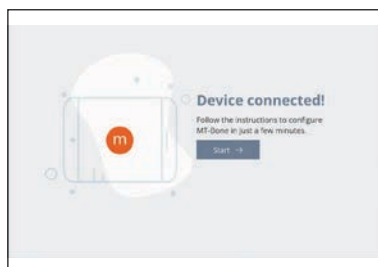 m
Device connected!
Follow the instructions to configure
MT-Done in just a few minutes.
Start →